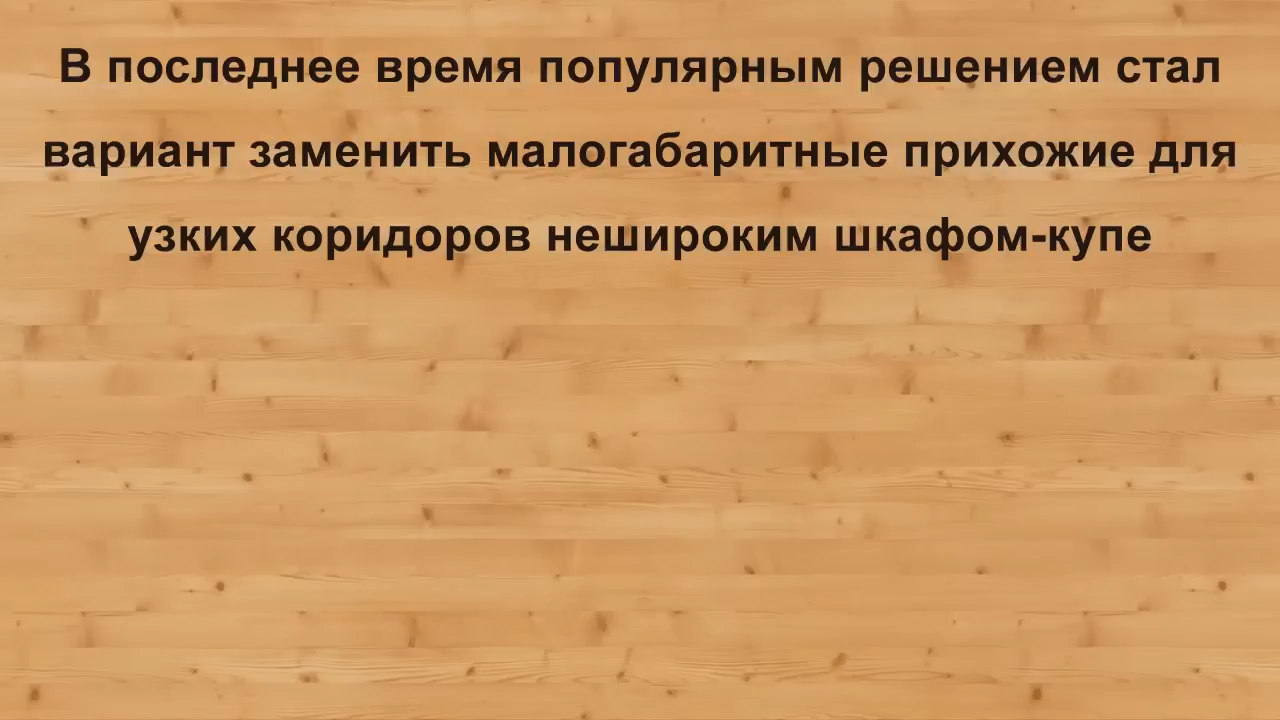 В последнее время популярным решением стал
вариант заменить малогабаритные прихожие для
узких коридоров нешироким шкафом-купе